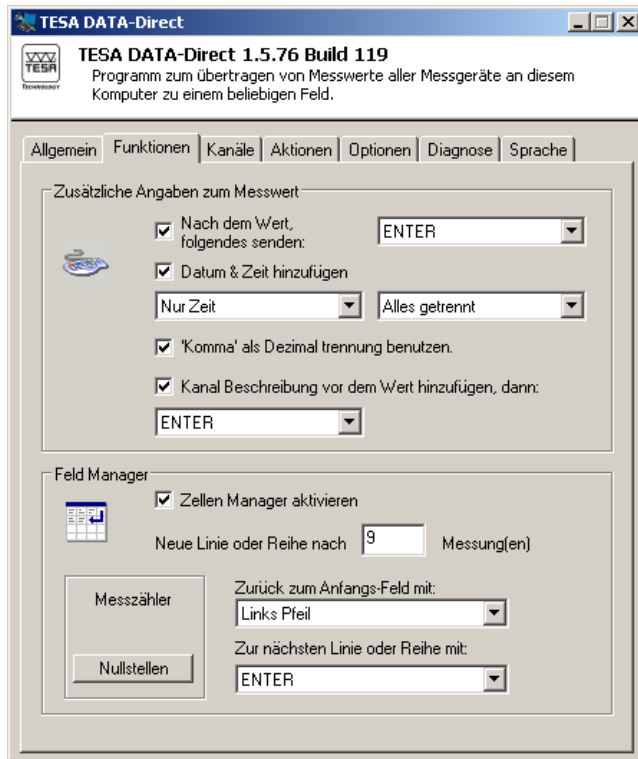 TESA DATA-Direct
TESA
TECHNOLOGY
TESA DATA-Direct 1.5.76 Build 119
Programm zum übertragen von Messwerte aller Messgeräte an diesem
Komputer zu einem beliebigen Feld.
Allgemein Funktionen Kanäle Aktionen Optionen Diagnose Sprache
Zusätzliche Angaben zum Messwert
Nach dem Wert,
folgendes senden:
ENTER
Datum & Zeit hinzufügen
Nur Zeit Alles getrennt
'Komma' als Dezimal trennung benutzen.
Kanal Beschreibung vor dem Wert hinzufügen, dann:
ENTER
Feld Manager
Zellen Manager aktivieren
Neue Linie oder Reihe nach 9 Messung(en)
Messzähler
Nullstellen
Zurück zum Anfangs-Feld mit:
Links Pfeil
Zur nächsten Linie oder Reihe mit:
ENTER